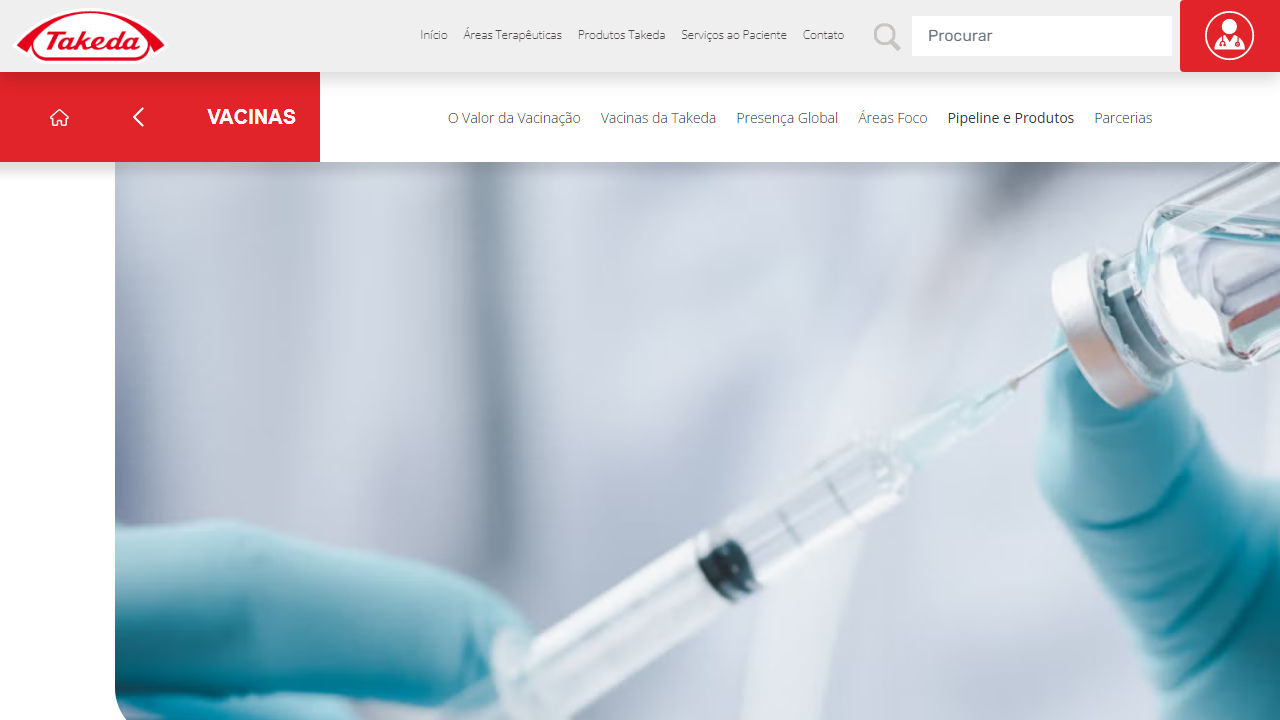 Takeda
Início Áreas Terapêuticas Produtos Takeda Serviços ao Paciente Contato Procurar
VACINAS O Valor da Vacinação Vacinas da Takeda Presença Global Áreas Foco Pipeline e Produtos Parcerias